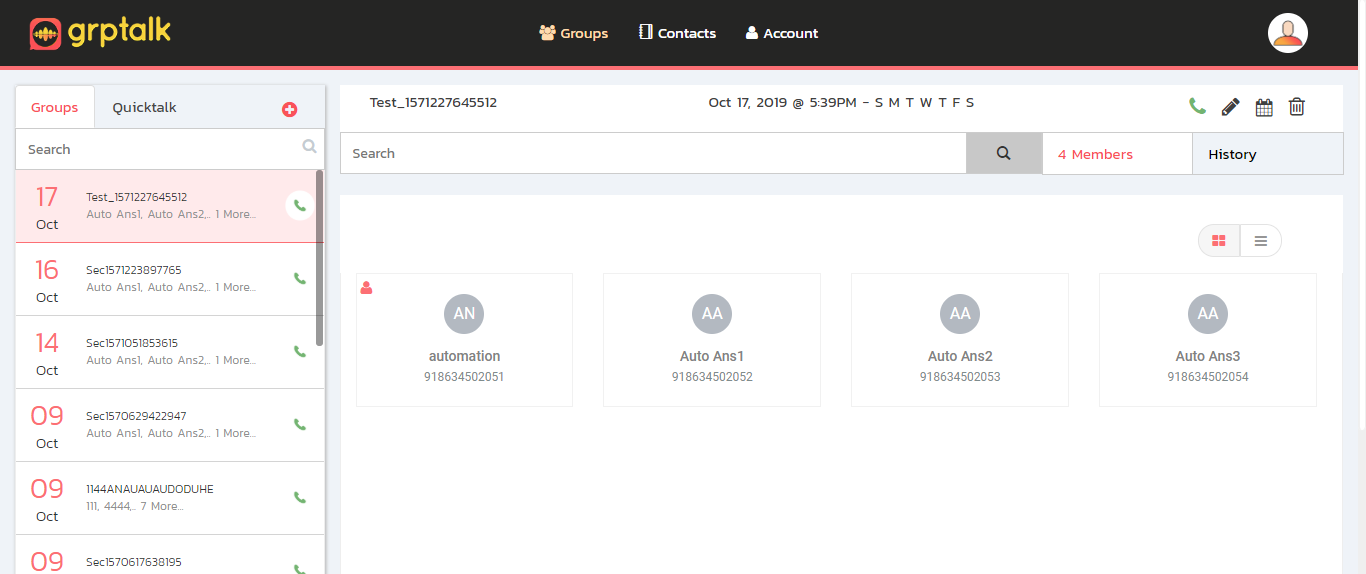 grptalk
Groups
Contacts
Account
Groups
Quicktalk
Search
17
Oct
Test_1571227645512
Auto Ans1, Auto Ans2,.. 1 More...
16
Oct
Sec1571223897765
Auto Ans1, Auto Ans2,.. 1 More...
14
Oct
Sec1571051853615
Auto Ans1, Auto Ans2,.. 1 More...
09
Oct
Sec1570629422947
Auto Ans1, Auto Ans2,.. 1 More...
09
Oct
1144ANAUAUAUDODUHE
111, 4444,.. 7 More...
09
Sec1570617638195
Test_1571227645512
Oct 17, 2019 @ 5:39PM - S M T W T F S
Search
4 Members
History
AN
automation
918634502051
AA
Auto Ans1
918634502052
AA
Auto Ans2
918634502053
AA
Auto Ans3
918634502054